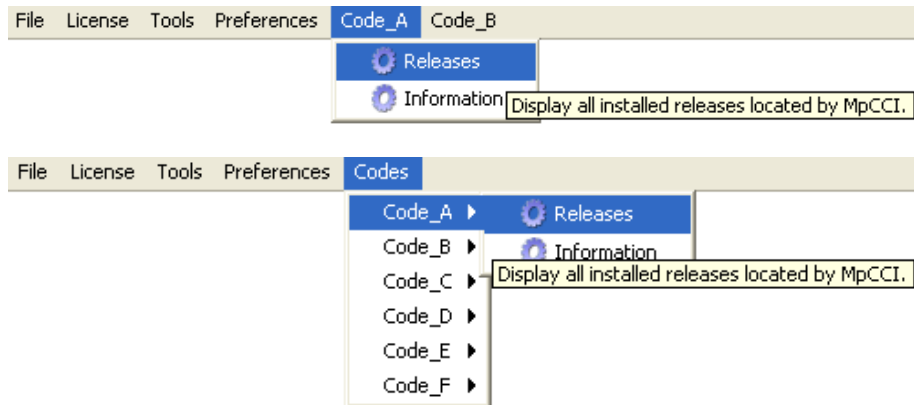 File License Tools Preferences Code_A Code_B
Releases
Information
Display all installed releases located by MpCCI.
File License Tools Preferences Codes
Code_A Releases
Code_B Information
Display all installed releases located by MpCCI.
Code_C
Code_D
Code_E
Code_F